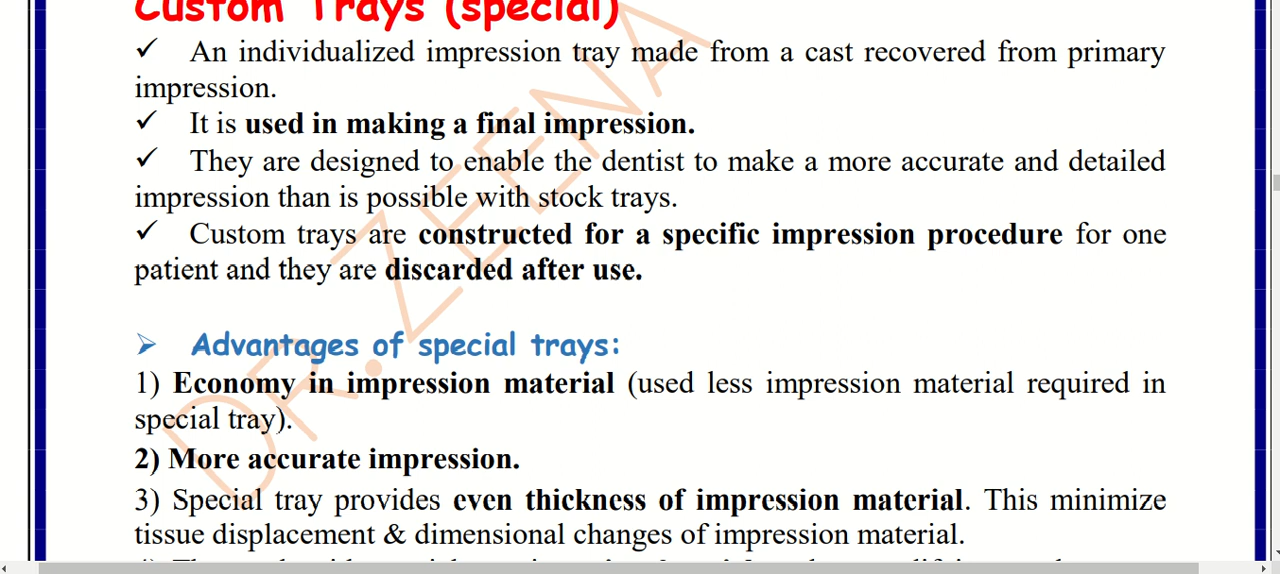 Custom Trays (special)
✓ An individualized impression tray made from a cast recovered from primary
impression.
✓ It is used in making a final impression.
✓ They are designed to enable the dentist to make a more accurate and detailed
impression than is possible with stock trays.
✓ Custom trays are constructed for a specific impression procedure for one
patient and they are discarded after use.
➢ Advantages of special trays:
1) Economy in impression material (used less impression material required in
special tray).
2) More accurate impression.
3) Special tray provides even thickness of impression material. This minimize
tissue displacement & dimensional changes of impression material.
DR. ZEENA